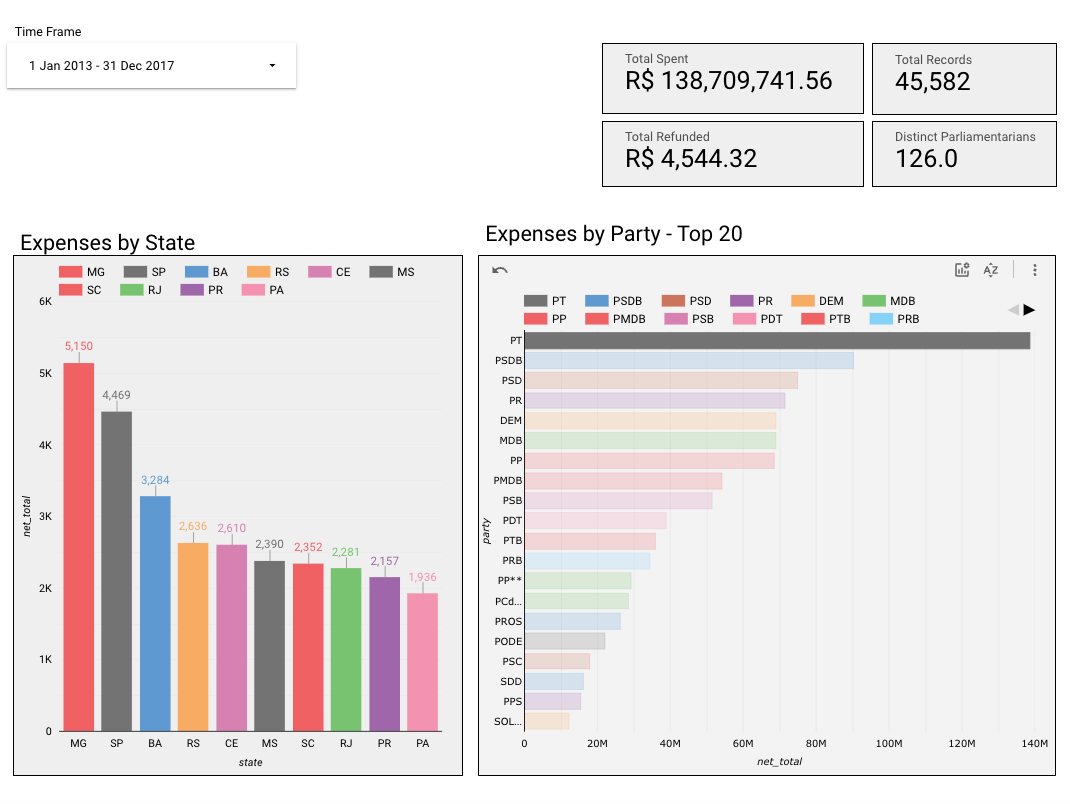 Time Frame
1 Jan 2013 - 31 Dec 2017
Total Spent
R$ 138,709,741.56
Total Records
45,582
Total Refunded
R$ 4,544.32
Distinct Parliamentarians
126.0
Expenses by State
MG SP BA RS CE MS
SC RJ PR PA
6K
5K
4K
3K
2K
1K
0
net_total
5,150
4,469
3,284
2,636
2,610
2,390
2,352
2,281
2,157
1,936
MG SP BA RS CE MS SC RJ PR PA
state
Expenses by Party - Top 20
AZ
PT PSDB PSD PR DEM MDB
PP PMDB PSB PDT PTB PRB
party
PT
PSDB
PSD
PR
DEM
MDB
PP
PMDB
PSB
PDT
PTB
PRB
PP**
PCd...
PROS
PODE
PSC
SDD
PPS
SOL...
0 20M 40M 60M 80M 100M 120M 140M
net_total